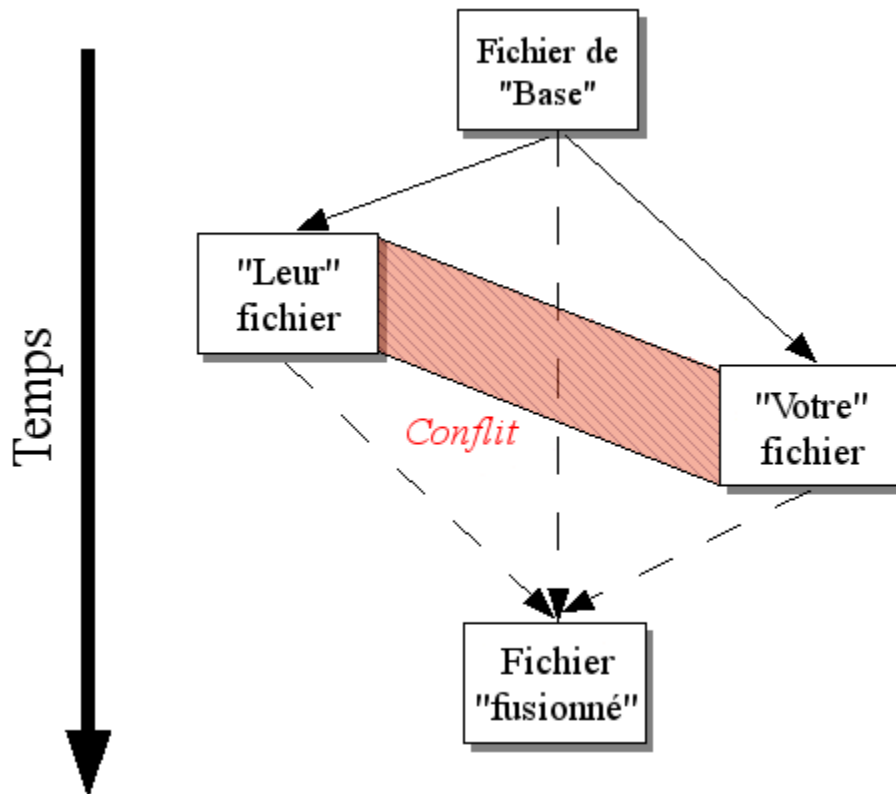 Fichier de
"Base"
"Leur"
fichier
Temps
"Votre"
fichier
Conflit
Fichier
"fusionné"